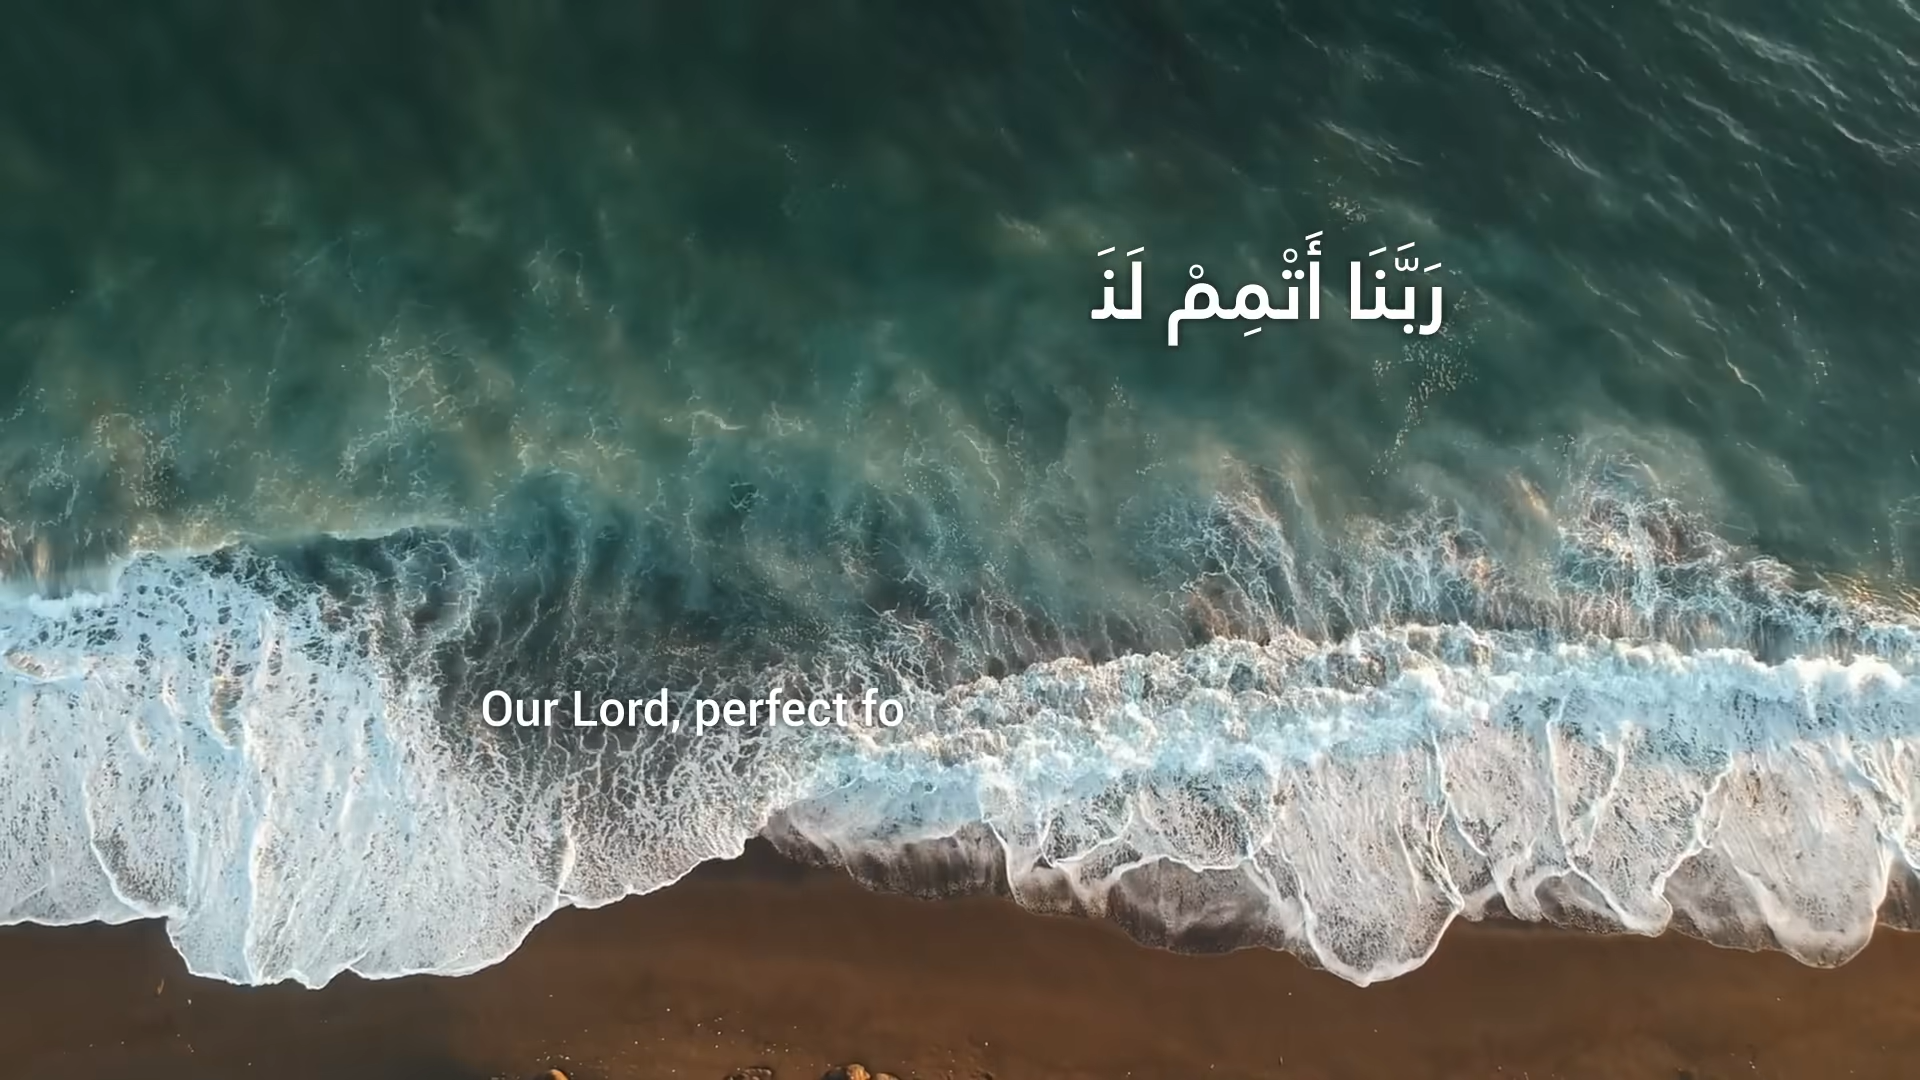 رَبَّنَا أَتْمِمْ لَنَ
Our Lord, perfect fo